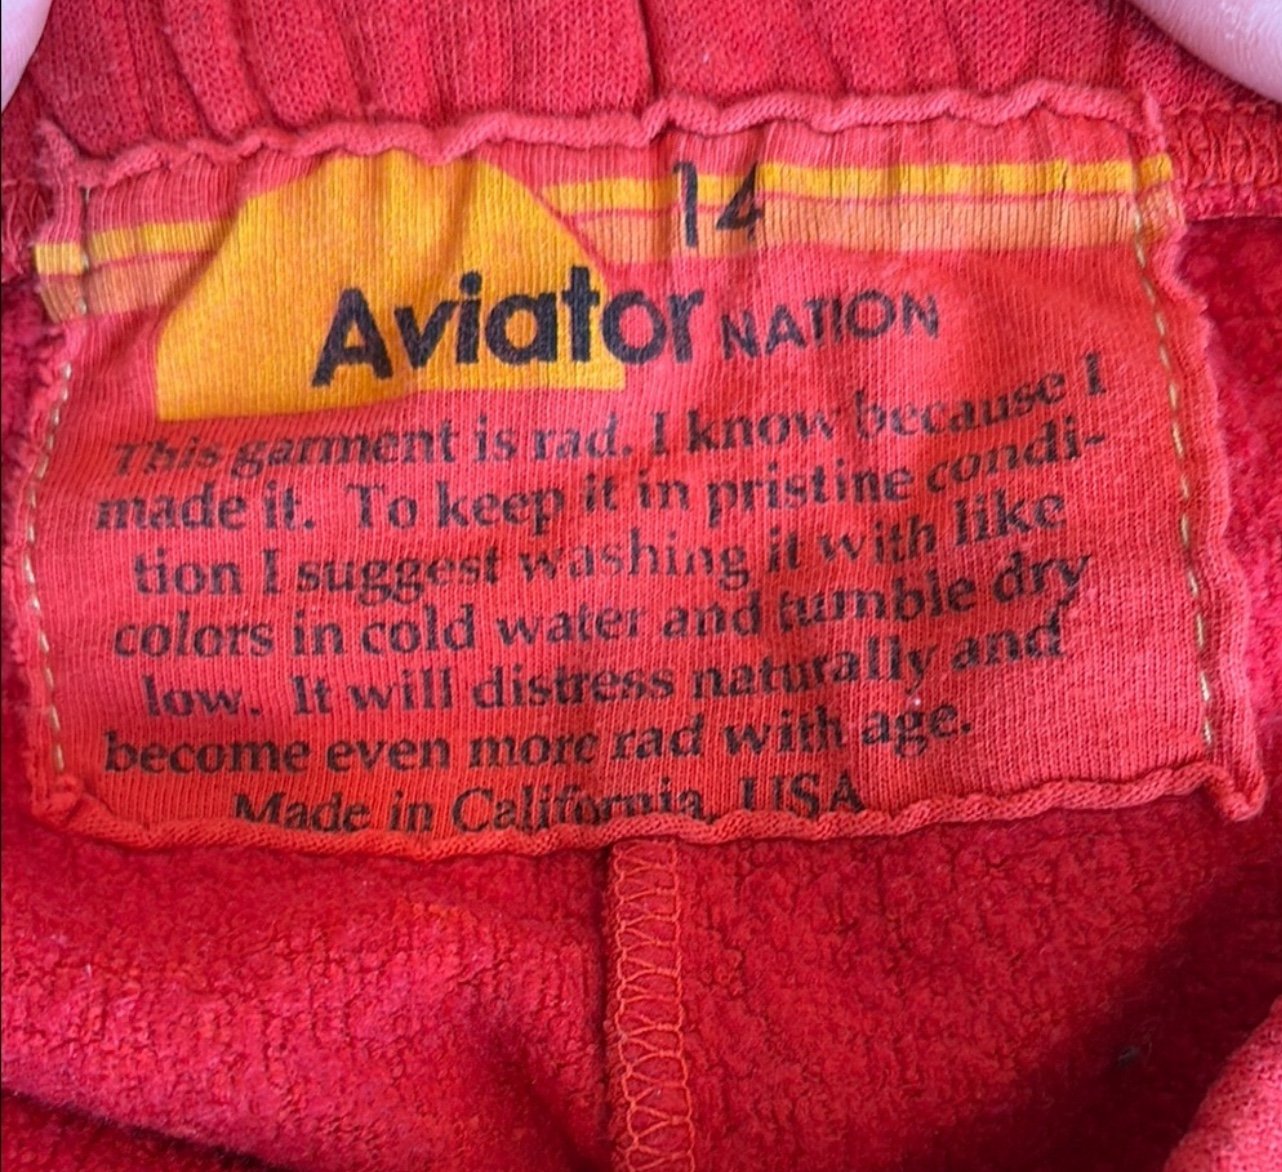 14
Aviator NATION
This garment is rad. I know because I
made it. To keep it in pristine condi-
tion I suggest washing it with like
colors in cold water and tumble dry
low. It will distress naturally and
become even more rad with age.
Made in California, USA